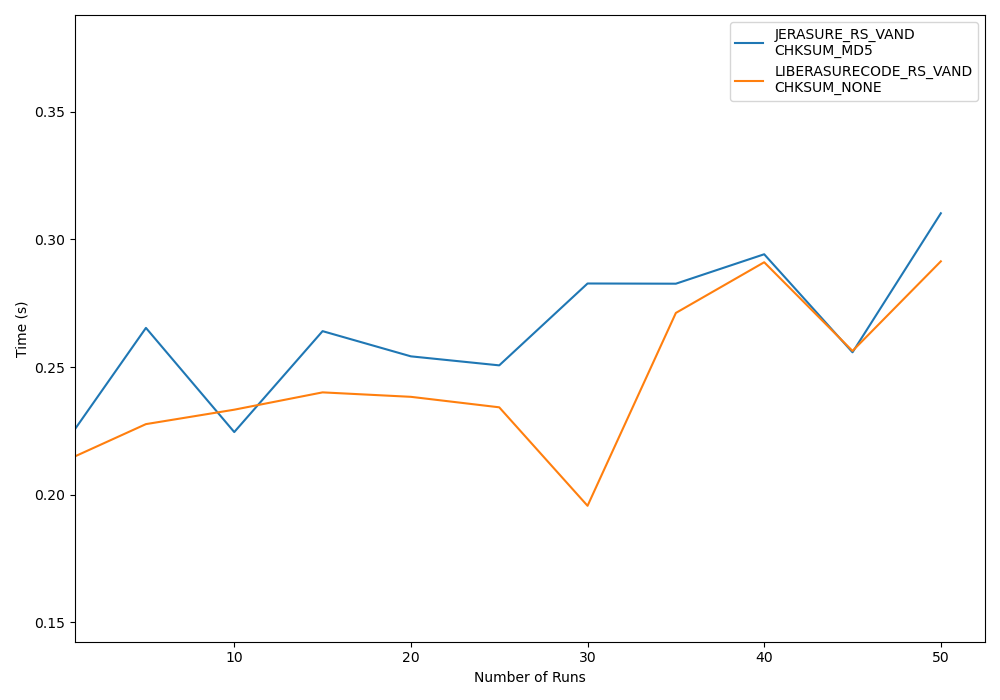 JERASURE_RS_VAND
CHKSUM_MD5
LIBERASURECODE_RS_VAND
CHKSUM_NONE
0.35
0.30
0.25
0.20
0.15
Time (s)
10 20 30 40 50
Number of Runs